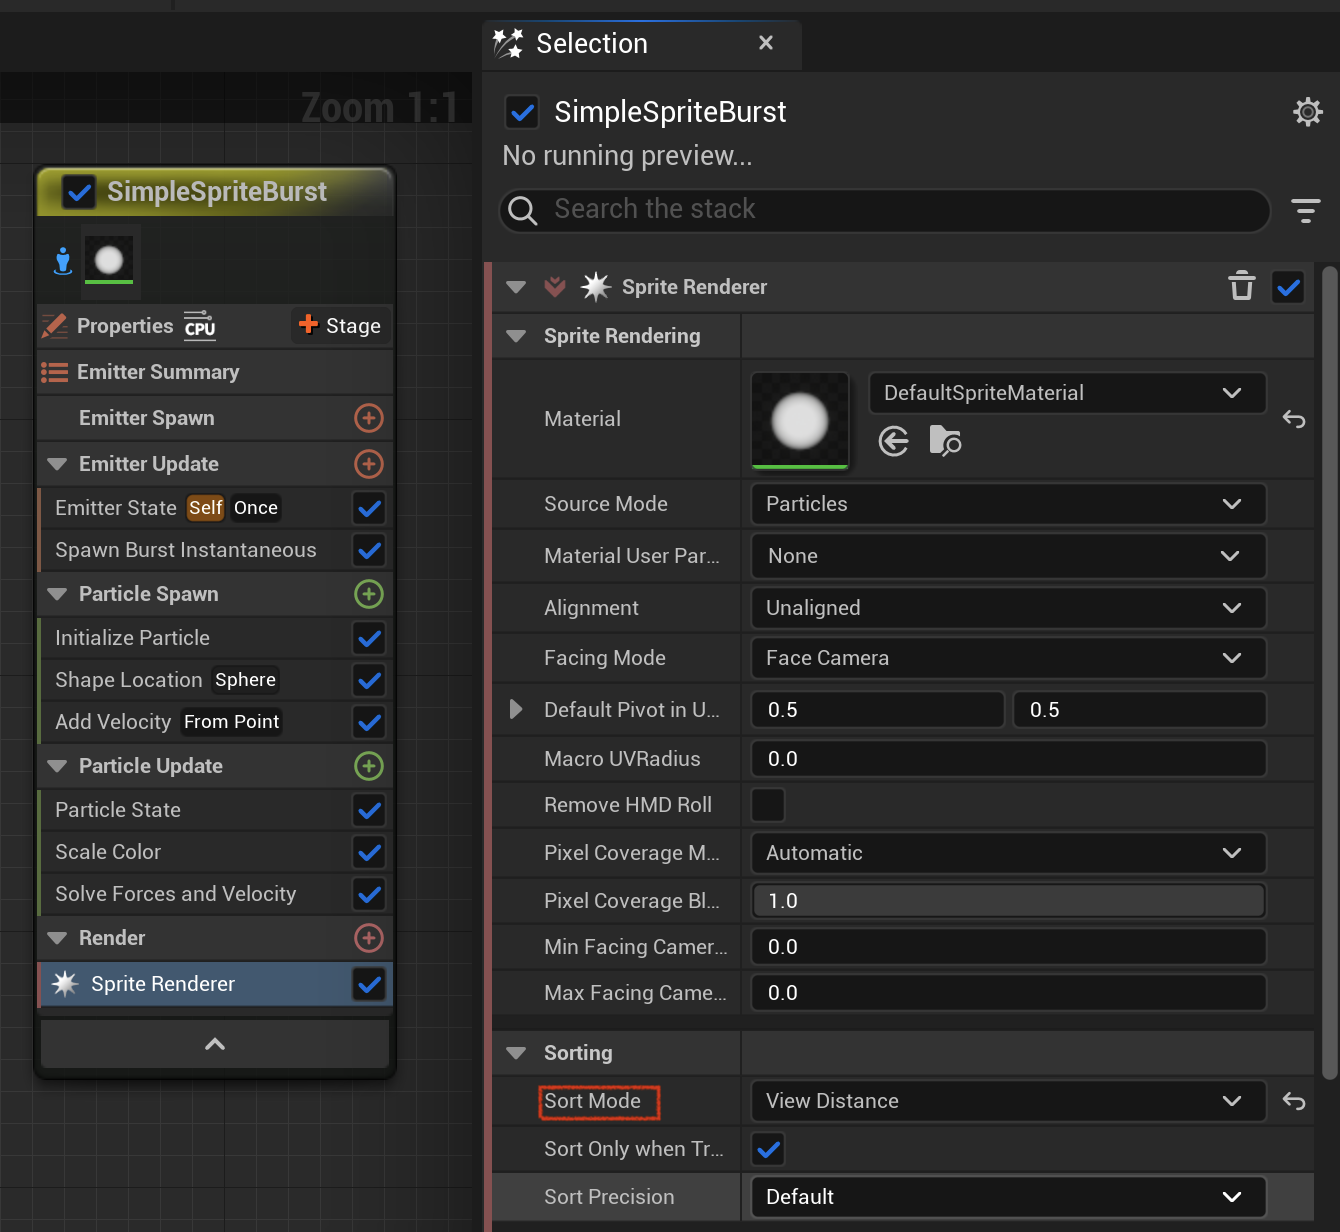 Zoom 1:1
SimpleSpriteBurst
Properties CPU Stage
Emitter Summary
Emitter Spawn
Emitter Update
Emitter State Self Once
Spawn Burst Instantaneous
Particle Spawn
Initialize Particle
Shape Location Sphere
Add Velocity From Point
Particle Update
Particle State
Scale Color
Solve Forces and Velocity
Render
Sprite Renderer
Selection
SimpleSpriteBurst
No running preview...
Search the stack
Sprite Renderer
Sprite Rendering
Material DefaultSpriteMaterial
Source Mode Particles
Material User Par... None
Alignment Unaligned
Facing Mode Face Camera
Default Pivot in U... 0.5 0.5
Macro UVRadius 0.0
Remove HMD Roll
Pixel Coverage M... Automatic
Pixel Coverage Bl... 1.0
Min Facing Camer... 0.0
Max Facing Came... 0.0
Sorting
Sort Mode View Distance
Sort Only when Tr...
Sort Precision Default